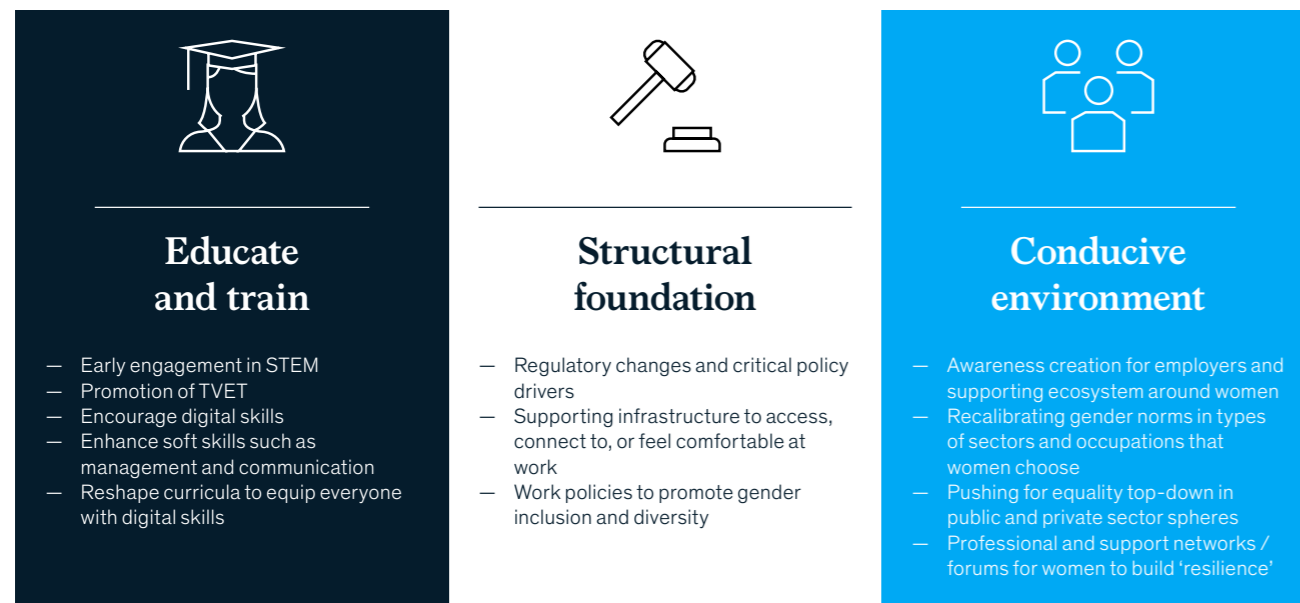 Educate
and train
— Early engagement in STEM
— Promotion of TVET
— Encourage digital skills
— Enhance soft skills such as
management and communication
— Reshape curricula to equip everyone
with digital skills
Structural
foundation
— Regulatory changes and critical policy
drivers
— Supporting infrastructure to access,
connect to, or feel comfortable at
work
— Work policies to promote gender
inclusion and diversity
Conducive
environment
— Awareness creation for employers and
supporting ecosystem around women
— Recalibrating gender norms in types
of sectors and occupations that
women choose
— Pushing for equality top-down in
public and private sector spheres
— Professional and support networks /
forums for women to build ‘resilience’